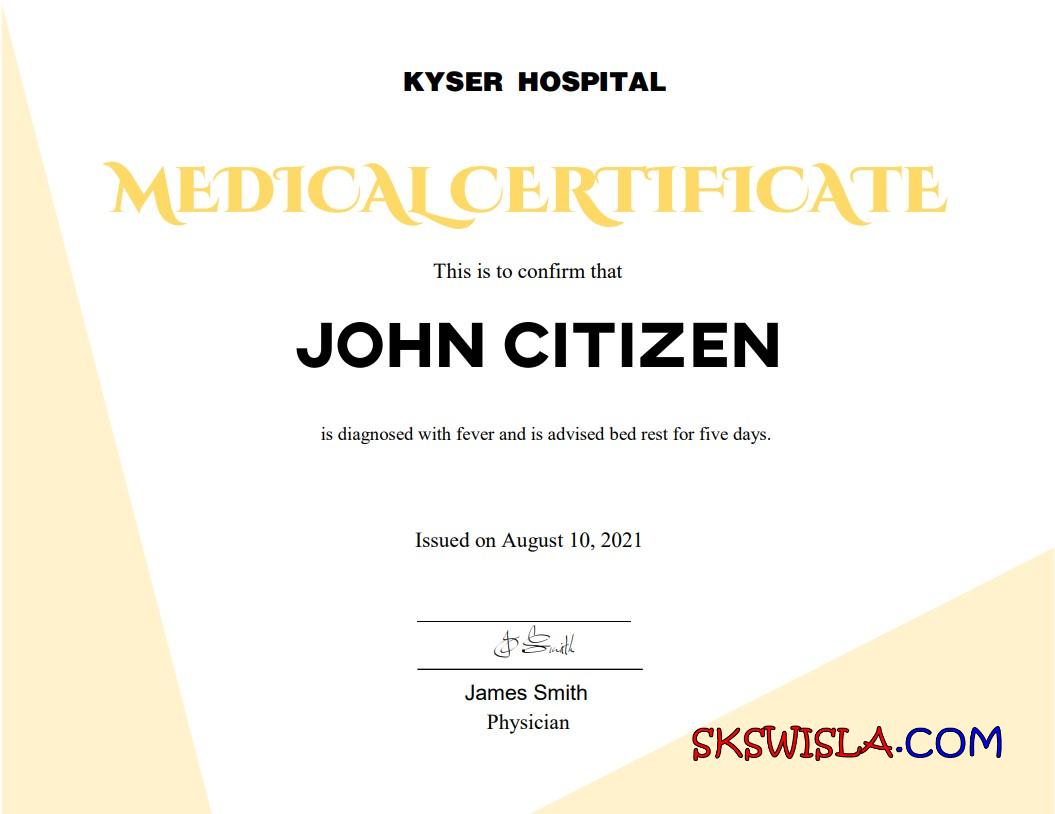 KYSER HOSPITAL
MEDICAL CERTIFICATE
This is to confirm that
JOHN CITIZEN
is diagnosed with fever and is advised bed rest for five days.
Issued on August 10, 2021
J Smith
James Smith
Physician
SKSWISLA.COM